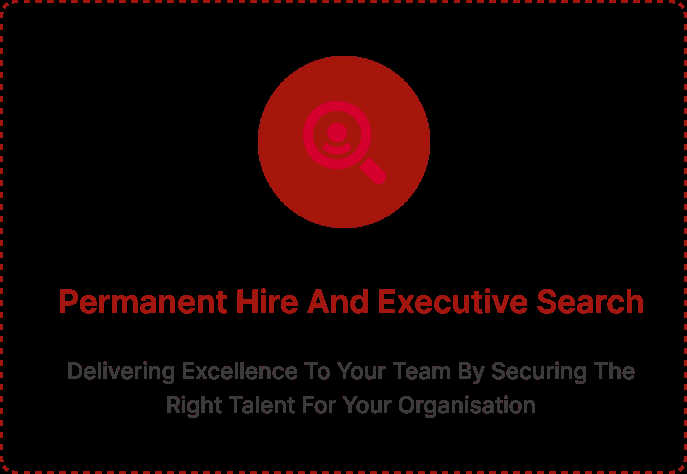 Permanent Hire And Executive Search
Delivering Excellence To Your Team By Securing The
Right Talent For Your Organisation